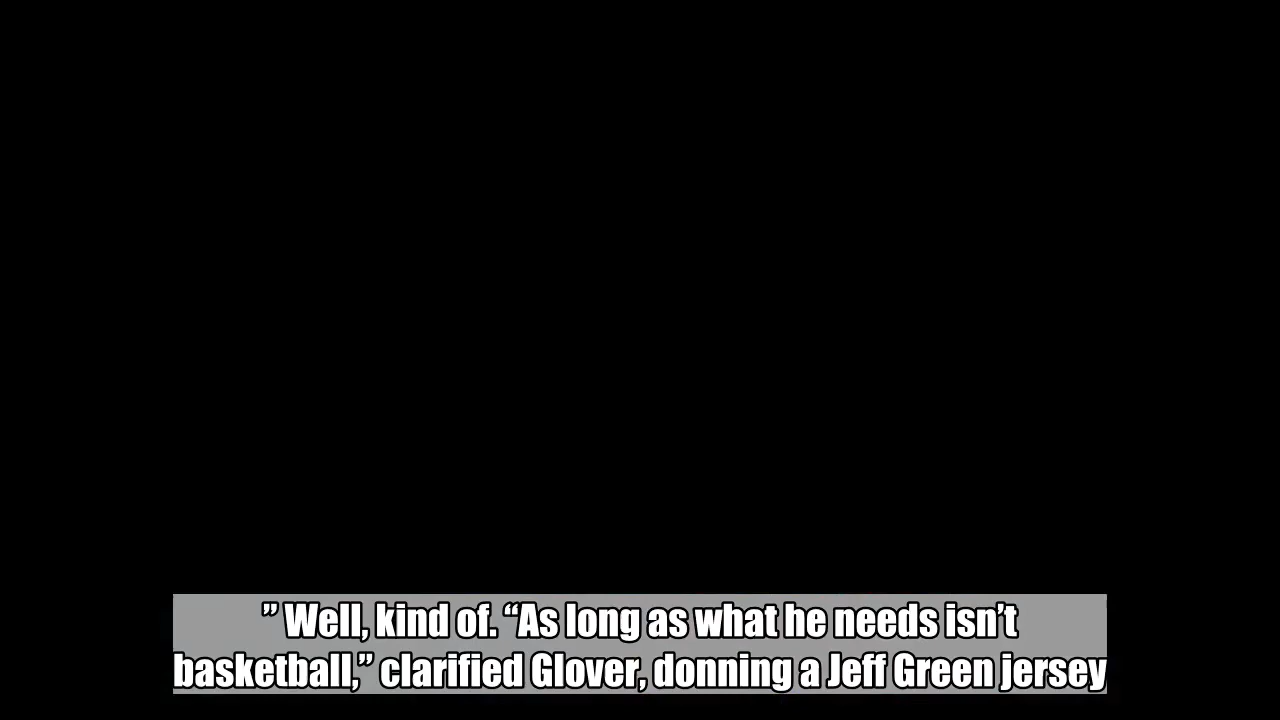 ” Well, kind of. “As long as what he needs isn’t
basketball,” clarified Glover, donning a Jeff Green jersey